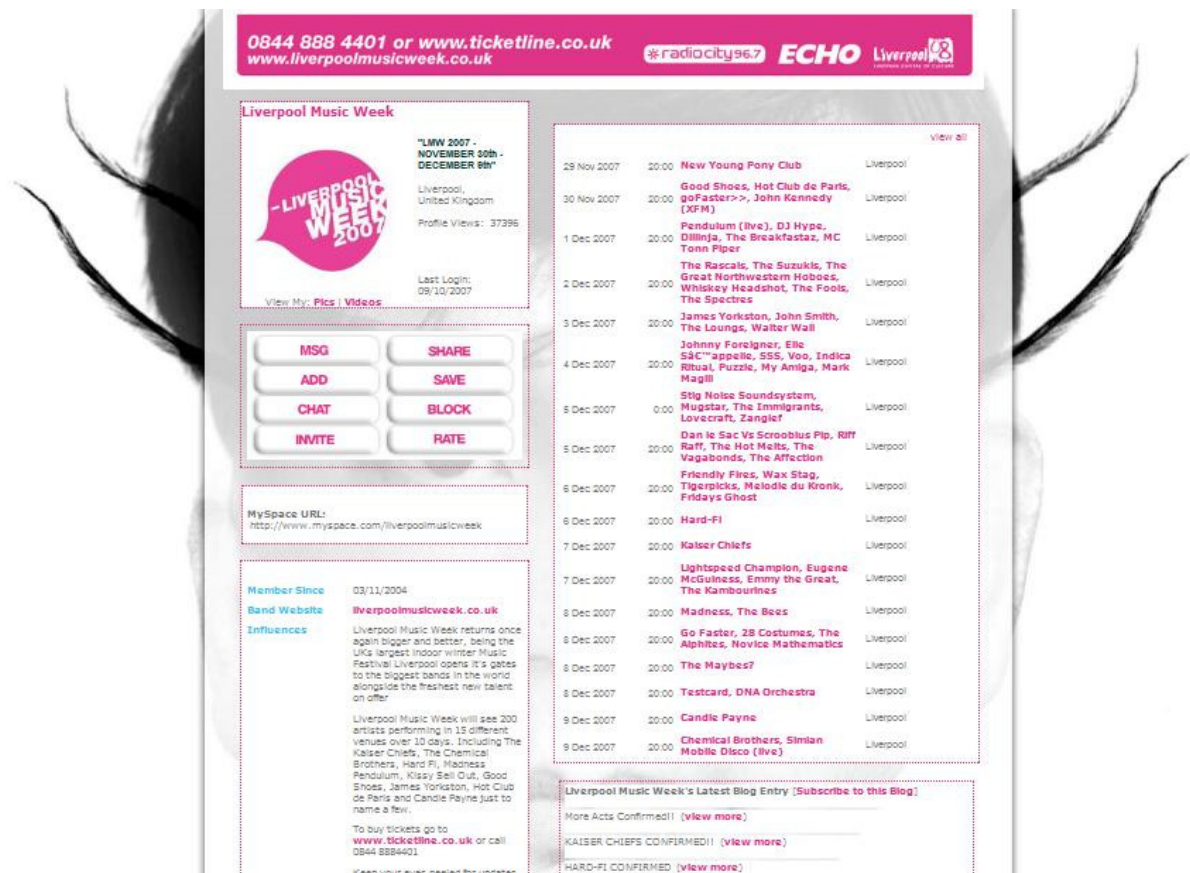 0844 888 4401 or www.ticketline.co.uk
www.liverpoolmusicweek.co.uk
radiocity96.7
ECHO
Liverpool 08
Liverpool Music Week
-LIVERPOOL
MUSIC
WEEK
2007
"LMW 2007 -
NOVEMBER 30th -
DECEMBER 9th"
Liverpool,
United Kingdom
Profile Views: 37396
Last Login:
09/10/2007
View My: Pics | Videos
MSG SHARE
ADD SAVE
CHAT BLOCK
INVITE RATE
MySpace URL:
http://www.myspace.com/liverpoolmusicweek
Member Since 03/11/2004
Band Website liverpoolmusicweek.co.uk
Influences Liverpool Music Week returns once
again bigger and better, being the
UKs largest indoor winter Music
Festival Liverpool opens it's gates
to the biggest bands in the world
alongside the freshest new talent
on offer
Liverpool Music Week will see 200
artists performing in 15 different
venues over 10 days. Including The
Kaiser Chiefs, The Chemical
Brothers, Hard Fi, Madness
Pendulum, Kissy Sell Out, Good
Shoes, James Yorkston, Hot Club
de Paris and Candie Payne just to
name a few.
To buy tickets go to
www.ticketline.co.uk or call
0844 8884401
Keep your eyes peeled for updates
view all
29 Nov 2007 20:00 New Young Pony Club Liverpool
Good Shoes, Hot Club de Paris,
30 Nov 2007 20:00 goFaster>>, John Kennedy Liverpool
(XFM)
Pendulum (live), DJ Hype,
1 Dec 2007 20:00 Dillinja, The Breakfastaz, MC Liverpool
Tonn Piper
The Rascals, The Suzukis, The
Great Northwestern Hoboes,
2 Dec 2007 20:00 Whiskey Headshot, The Fools, Liverpool
The Spectres
3 Dec 2007 20:00 James Yorkston, John Smith, Liverpool
The Loungs, Walter Wall
Johnny Foreigner, Elle
4 Dec 2007 20:00 Sâ€™appelle, SSS, Voo, Indica Liverpool
Ritual, Puzzle, My Amiga, Mark
Magill
Stig Noise Soundsystem,
5 Dec 2007 0:00 Mugstar, The Immigrants, Liverpool
Lovecraft, Zangief
Dan le Sac Vs Scroobius Pip, Riff
5 Dec 2007 20:00 Raff, The Hot Melts, The Liverpool
Vagabonds, The Affection
Friendly Fires, Wax Stag,
6 Dec 2007 20:00 Tigerpicks, Melodie du Kronk, Liverpool
Fridays Ghost
6 Dec 2007 20:00 Hard-Fi Liverpool
7 Dec 2007 20:00 Kaiser Chiefs Liverpool
Lightspeed Champion, Eugene
7 Dec 2007 20:00 McGuiness, Emmy the Great, Liverpool
The Kambourines
8 Dec 2007 20:00 Madness, The Bees Liverpool
8 Dec 2007 20:00 Go Faster, 28 Costumes, The Liverpool
Alphites, Novice Mathematics
8 Dec 2007 20:00 The Maybes? Liverpool
8 Dec 2007 20:00 Testcard, DNA Orchestra Liverpool
9 Dec 2007 20:00 Candie Payne Liverpool
9 Dec 2007 20:00 Chemical Brothers, Simian Liverpool
Mobile Disco (live)
Liverpool Music Week's Latest Blog Entry [Subscribe to this Blog]
More Acts Confirmed!! (view more)
KAISER CHIEFS CONFIRMED!! (view more)
HARD-FI CONFIRMED (view more)